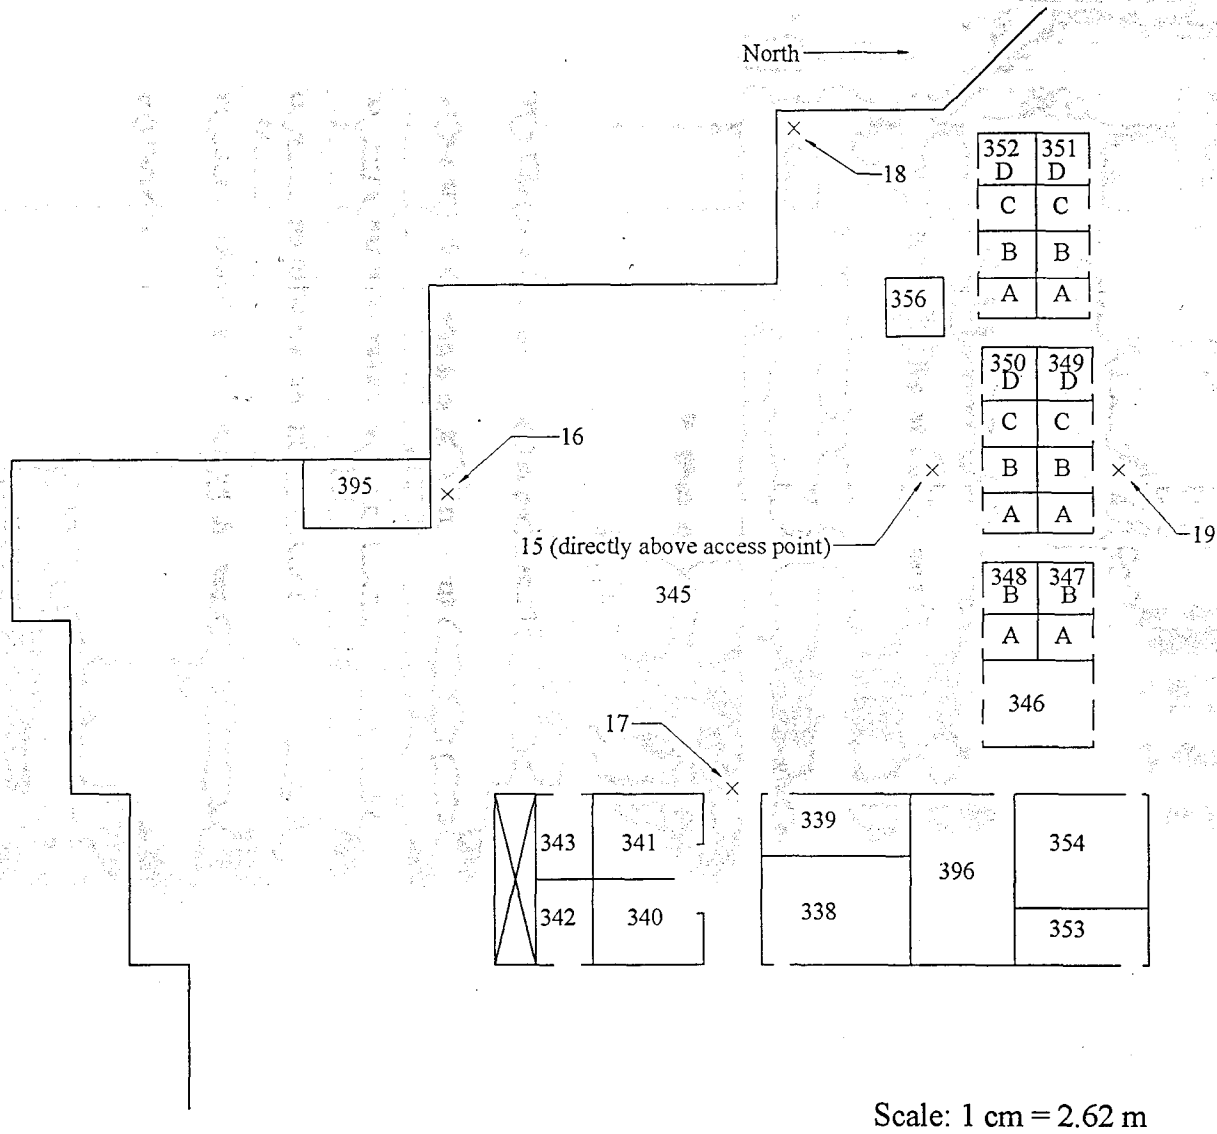 North
18
352 351
D D
C C
B B
A A
356
350 349
D D
C C
B B
A A
16
395
19
15 (directly above access point)
345
348 347
B B
A A
346
17
339
343 341
354
396
342 340
338
353
Scale: 1 cm = 2.62 m